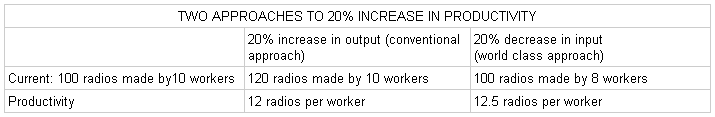 TWO APPROACHES TO 20% INCREASE IN PRODUCTIVITY
20% increase in output (conventional
approach)
20% decrease in input
(world class approach)
Current: 100 radios made by10 workers
120 radios made by 10 workers
100 radios made by 8 workers
Productivity
12 radios per worker
12.5 radios per worker